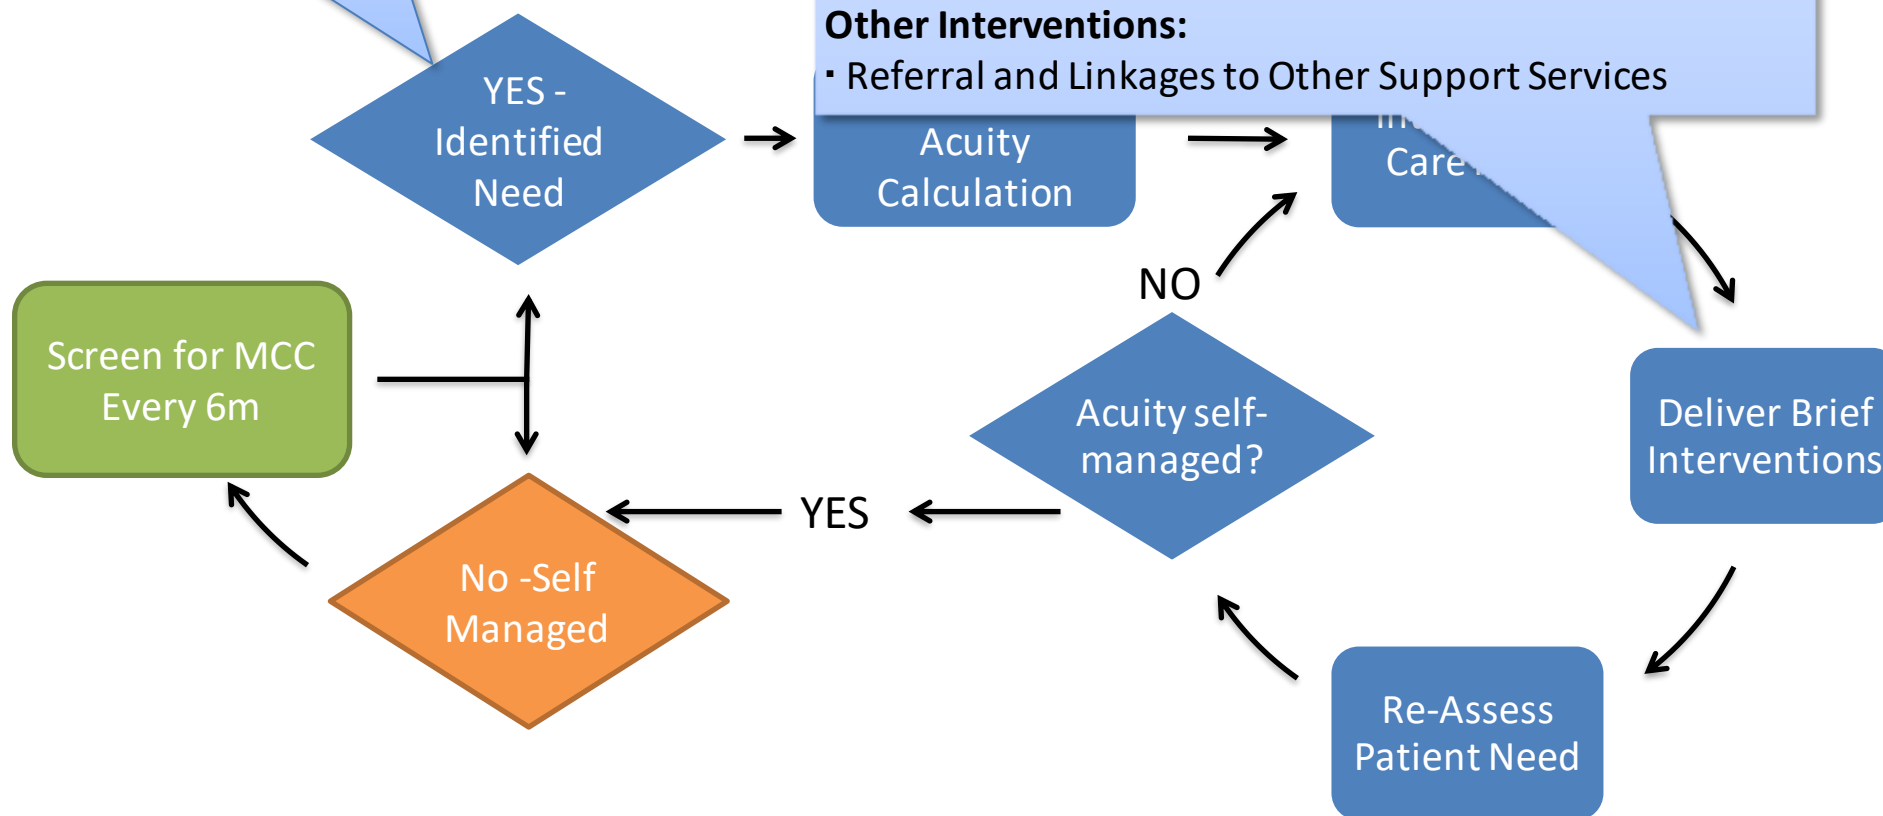 Other Interventions:
▪ Referral and Linkages to Other Support Services
YES -
Identified
Need
Acuity
Calculation
Care
NO
Screen for MCC
Every 6m
Acuity self-
managed?
Deliver Brief
Interventions
YES
No -Self
Managed
Re-Assess
Patient Need